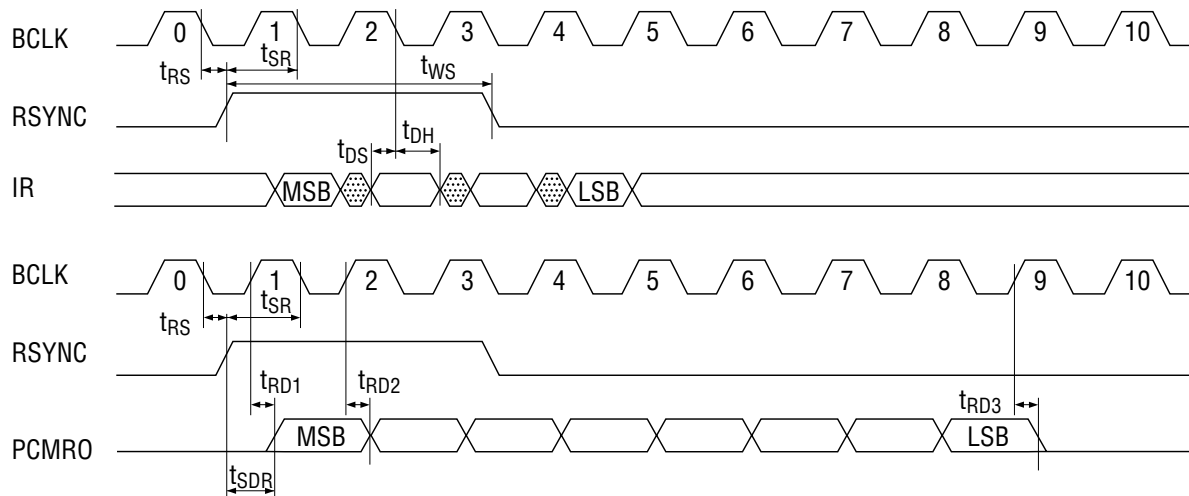 BCLK 0 1 2 3 4 5 6 7 8 9 10
tRS tSR tWS
RSYNC
tDS tDH
IR MSB LSB
BCLK 0 1 2 3 4 5 6 7 8 9 10
tRS tSR
RSYNC
tRD1 tRD2 tRD3
PCMRO MSB LSB
tSDR